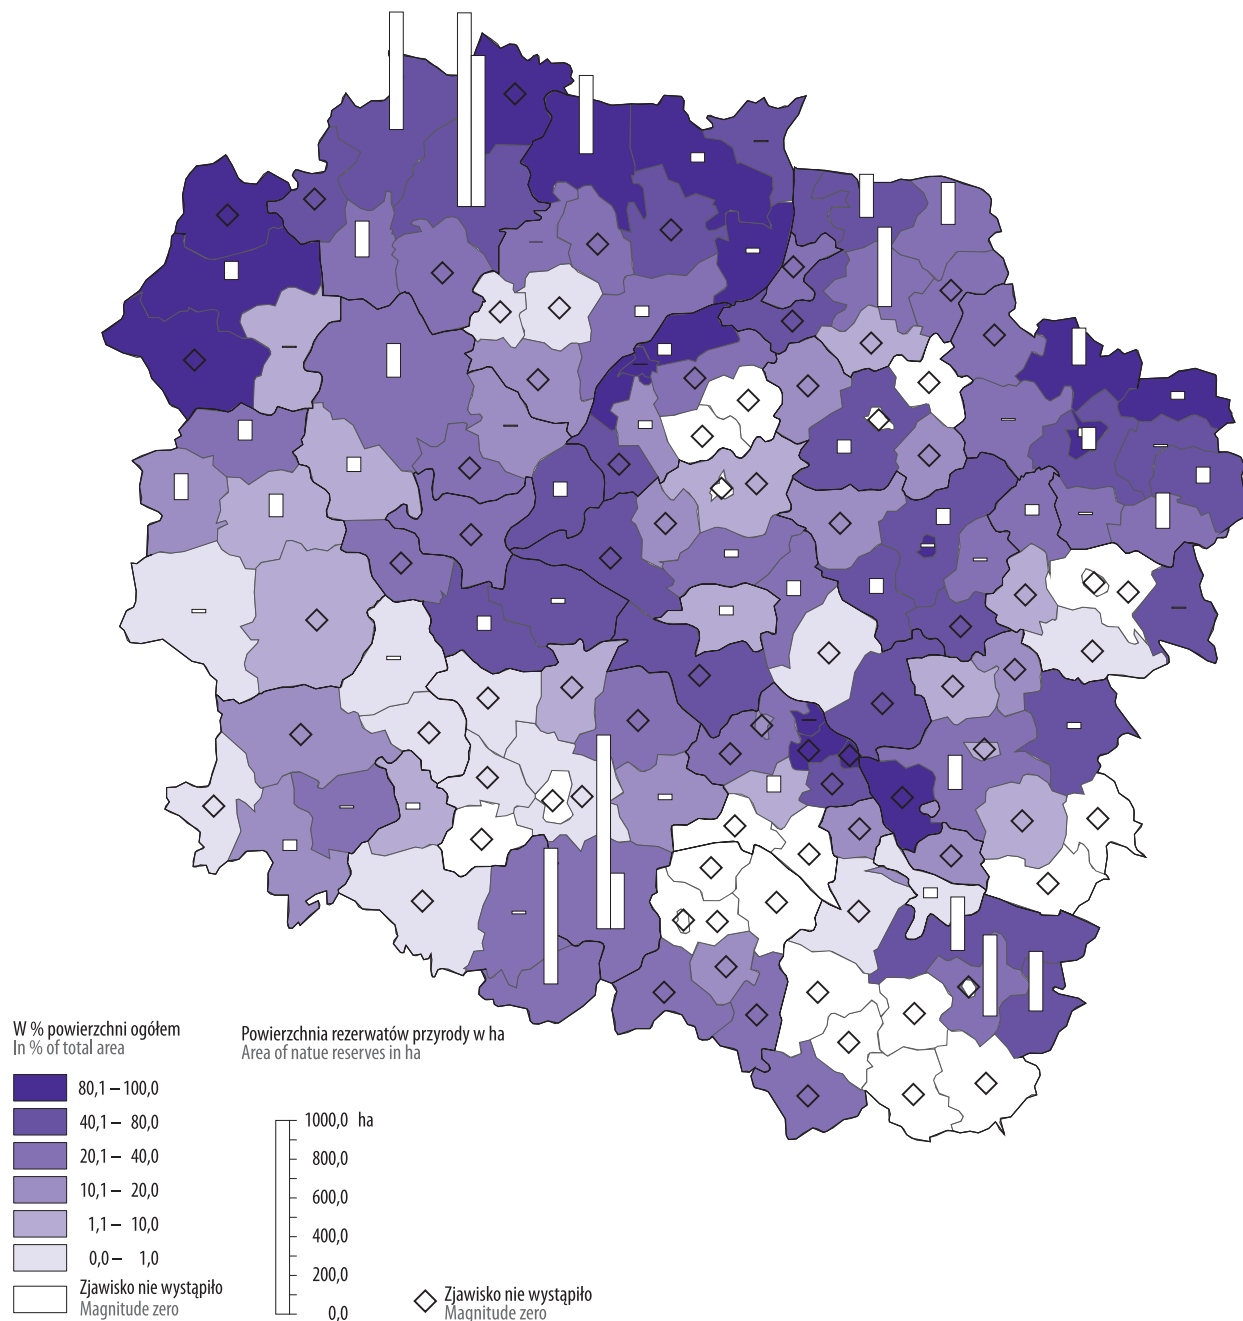 W % powierzchni ogółem
In % of total area
80,1 – 100,0
40,1 – 80,0
20,1 – 40,0
10,1 – 20,0
1,1 – 10,0
0,0 – 1,0
Zjawisko nie wystąpiło
Magnitude zero
Powierzchnia rezerwatów przyrody w ha
Area of natue reserves in ha
1000,0 ha
800,0
600,0
400,0
200,0
0,0
Zjawisko nie wystąpiło
Magnitude zero